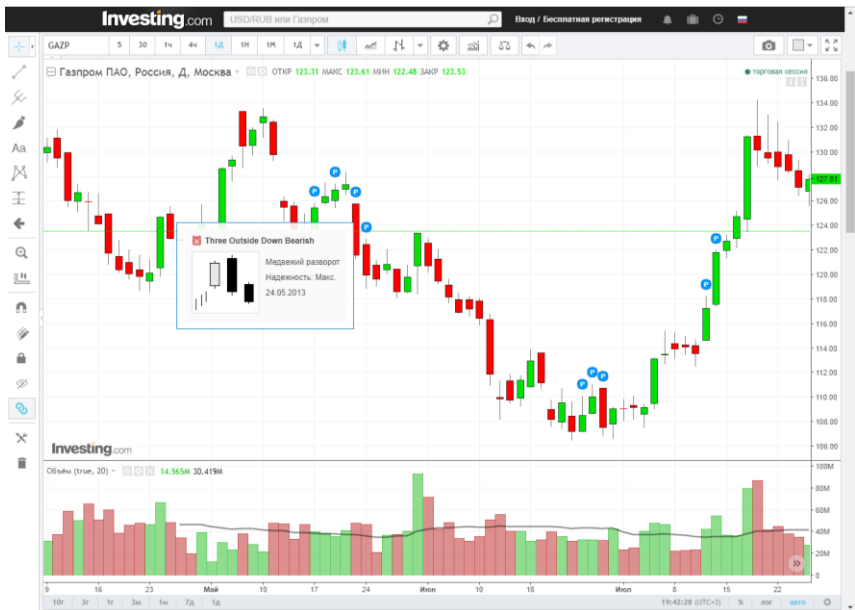 Investing.com USD/RUB или Газпром Вход / Бесплатная регистрация
GAZP 5 30 1ч 4ч 1Д 1Н 1М 1Д
Газпром ПАО, Россия, Д, Москва ОТКР 123.31 МАКС 123.61 МИН 122.48 ЗАКР 123.53
торговая сессия
Aa
136.00
134.00
132.00
130.00
127.81
126.00
124.00
122.00
120.00
118.00
116.00
114.00
112.00
110.00
108.00
106.00
P P P P P
Three Outside Down Bearish
Медвежий разворот
Надежность: Макс.
24.05.2013
P P
P P P
Investing.com
Объём (true, 20) 14.565M 30.419M
100M
80M
60M
40M
20M
0
9 16 23 Май 10 17 24 Июн 10 18 Июл 8 15 22
10г 3г 1г 3м 1м 7д 1д 19:42:28 (UTC+3) % лог авто